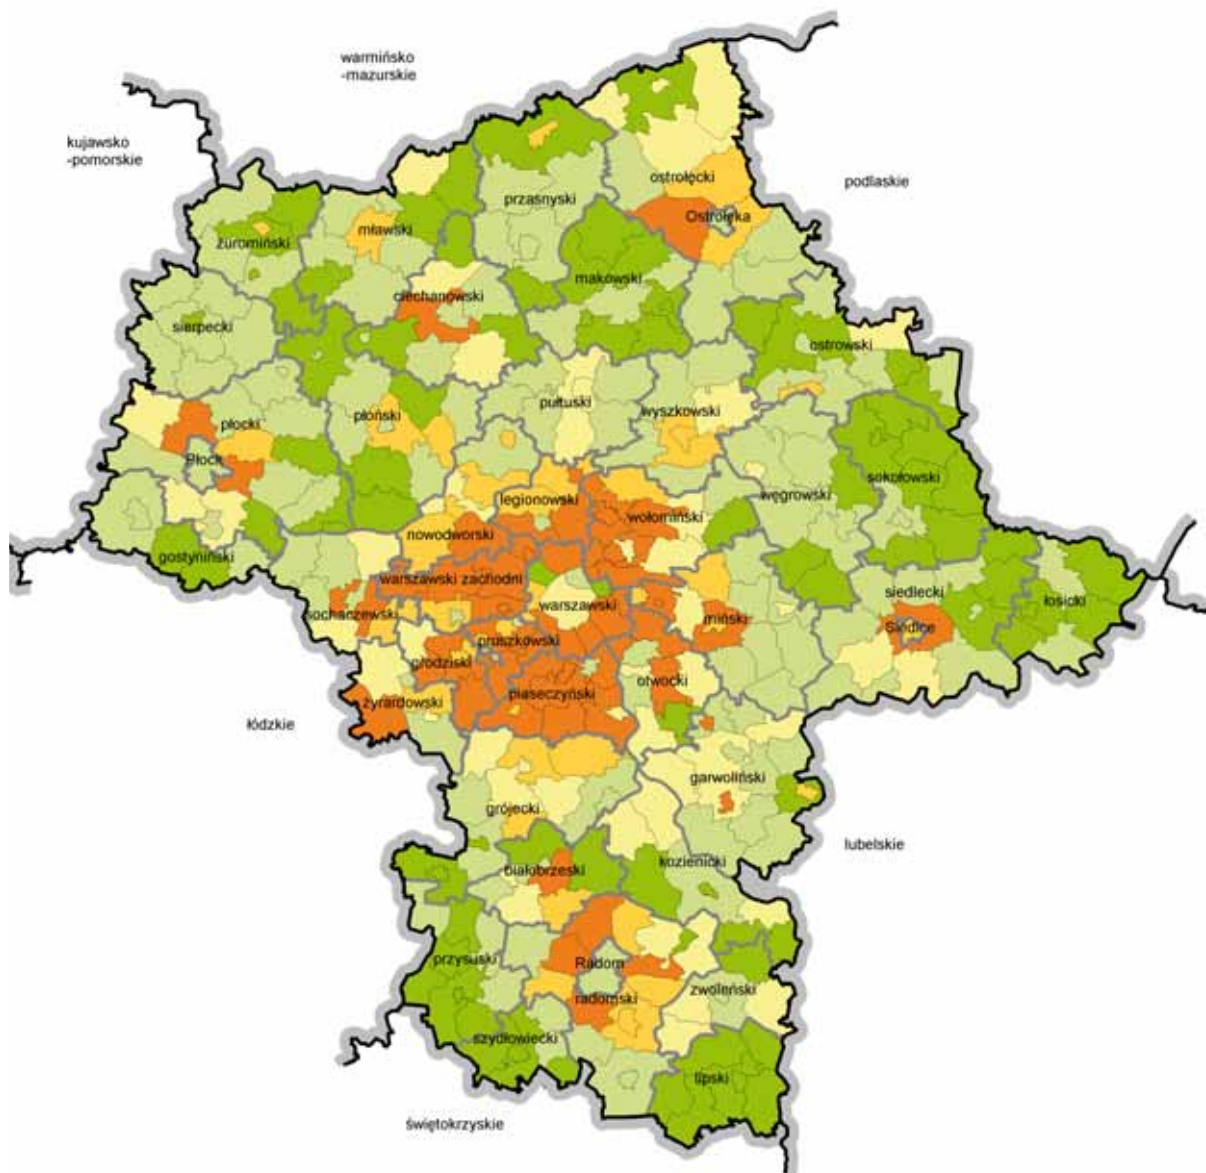 warmińsko
-mazurskie
kujawsko
-pomorskie
podlaskie
ostrołęcki
przasnyski
Ostrołęka
mławski
żuromiński
makowski
ciechanowski
sierpecki
ostrowski
pułtuski
wyszkowski
płoński
płocki
Płock
sokołowski
węgrowski
legionowski
wołomiński
nowodworski
gostyniński
warszawski zachodni
siedlecki
łosicki
warszawski
sochaczewski
miński
Siedlce
pruszkowski
grodziski
otwocki
piaseczyński
żyrardowski
łódzkie
garwoliński
grójecki
lubelskie
kozienicki
białobrzeski
przysuski
Radom
zwoleński
radomski
szydłowiecki
lipski
świętokrzyskie